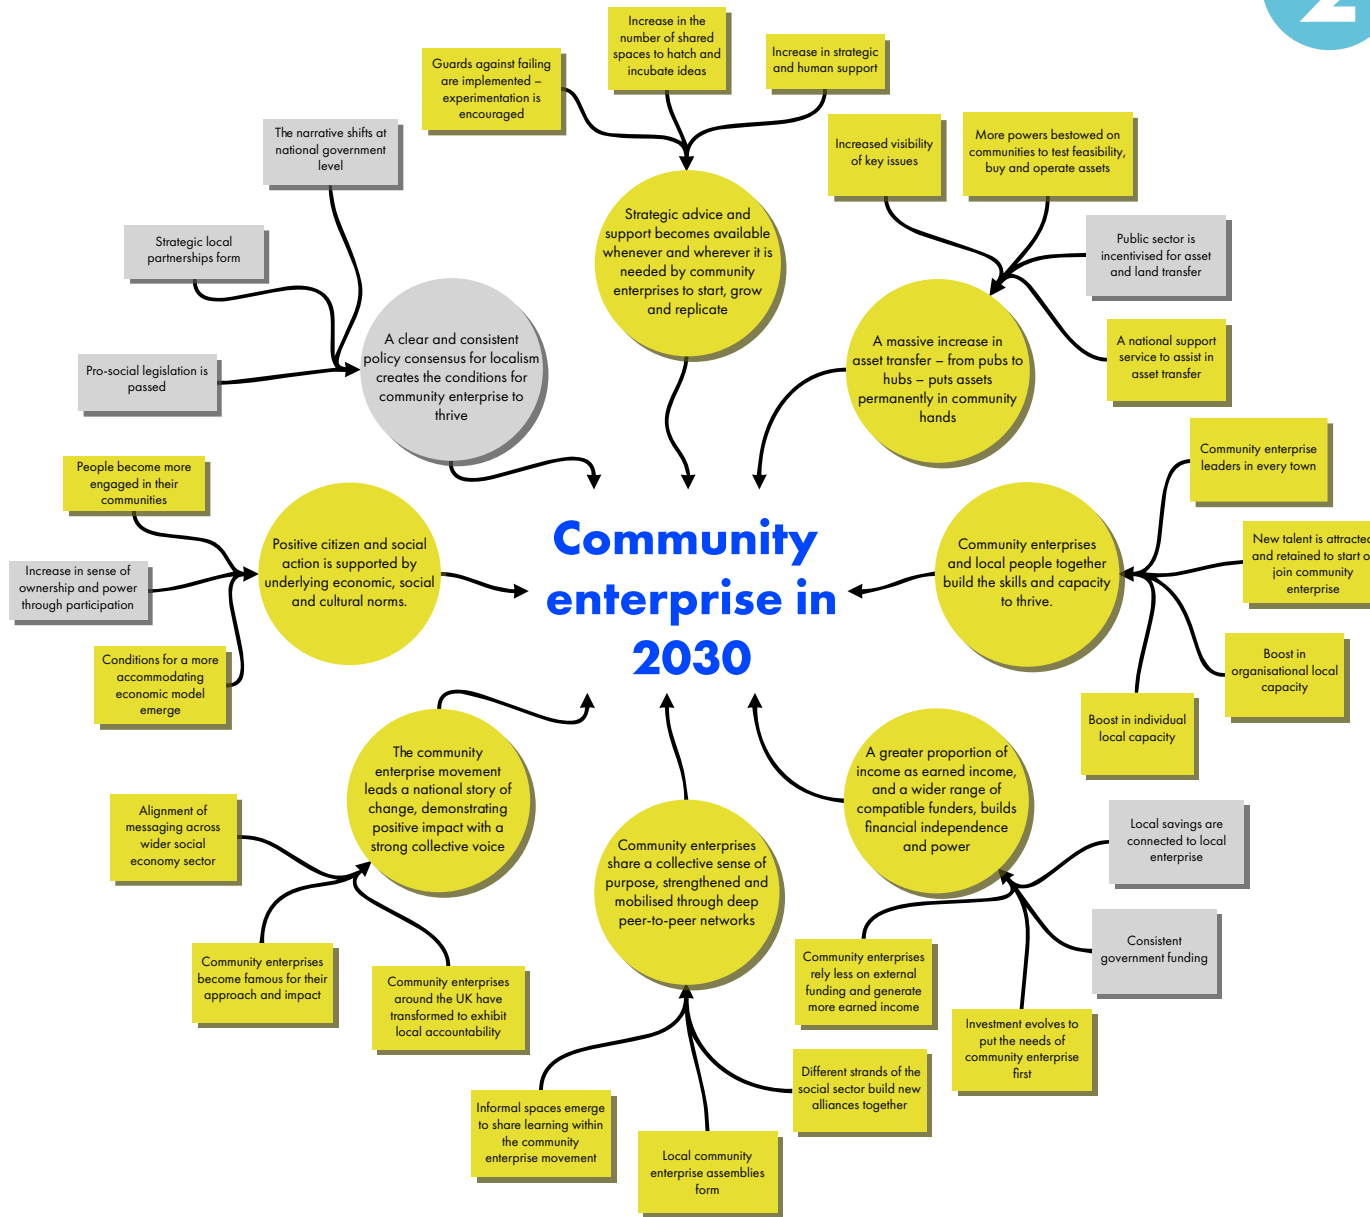 2
Increase in the
number of shared
spaces to hatch and
incubate ideas
Guards against failing
are implemented –
experimentation is
encouraged
Increase in strategic
and human support
The narrative shifts at
national government
level
Increased visibility
of key issues
More powers bestowed on
communities to test feasibility,
buy and operate assets
Strategic local
partnerships form
Strategic advice and
support becomes available
whenever and wherever it is
needed by community
enterprises to start, grow
and replicate
Public sector is
incentivised for asset
and land transfer
Pro-social legislation is
passed
A clear and consistent
policy consensus for localism
creates the conditions for
community enterprise to
thrive
A massive increase in
asset transfer – from pubs to
hubs – puts assets
permanently in community
hands
A national support
service to assist in
asset transfer
People become more
engaged in their
communities
Community enterprise
leaders in every town
Increase in sense of
ownership and power
through participation
Positive citizen and social
action is supported by
underlying economic, social
and cultural norms.
Community
enterprise in
2030
Community enterprises
and local people together
build the skills and capacity
to thrive.
New talent is attracted
and retained to start o
join community
enterprise
Conditions for a more
accommodating
economic model
emerge
Boost in
organisational local
capacity
Boost in individual
local capacity
The community
enterprise movement
leads a national story of
change, demonstrating
positive impact with a
strong collective voice
A greater proportion of
income as earned income,
and a wider range of
compatible funders, builds
financial independence
and power
Alignment of
messaging across
wider social
economy sector
Community enterprises
share a collective sense of
purpose, strengthened and
mobilised through deep
peer-to-peer networks
Local savings are
connected to local
enterprise
Community enterprises
become famous for their
approach and impact
Community enterprises
around the UK have
transformed to exhibit
local accountability
Community enterprises
rely less on external
funding and generate
more earned income
Consistent
government funding
Investment evolves to
put the needs of
community enterprise
first
Informal spaces emerge
to share learning within
the community
enterprise movement
Local community
enterprise assemblies
form
Different strands of the
social sector build new
alliances together